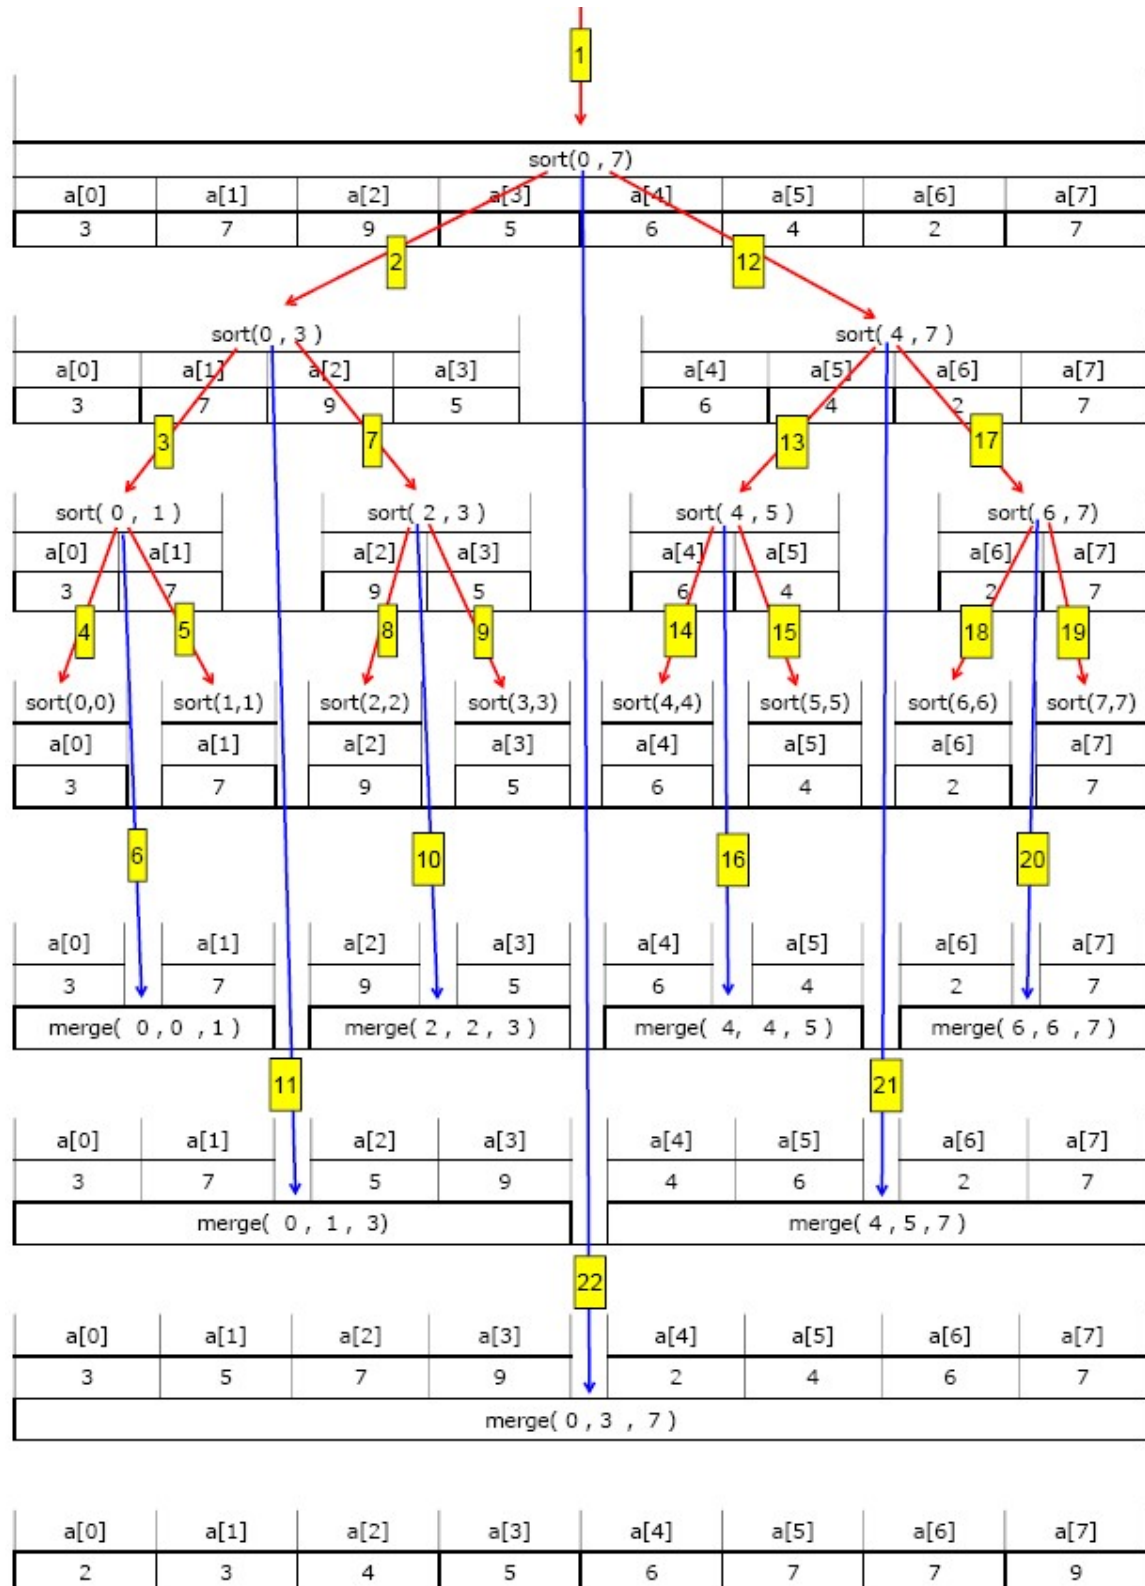 1
sort(0 , 7)
a[0] a[1] a[2] a[3] a[4] a[5] a[6] a[7]
3 7 9 5 6 4 2 7
2 12
sort(0 , 3 ) sort( 4 , 7 )
a[0] a[1] a[2] a[3] a[4] a[5] a[6] a[7]
3 7 9 5 6 4 2 7
3 7 13 17
sort( 0 , 1 ) sort( 2 , 3 ) sort( 4 , 5 ) sort( 6 , 7)
a[0] a[1] a[2] a[3] a[4] a[5] a[6] a[7]
3 7 9 5 6 4 2 7
4 5 8 9 14 15 18 19
sort(0,0) sort(1,1) sort(2,2) sort(3,3) sort(4,4) sort(5,5) sort(6,6) sort(7,7)
a[0] a[1] a[2] a[3] a[4] a[5] a[6] a[7]
3 7 9 5 6 4 2 7
6 10 16 20
a[0] a[1] a[2] a[3] a[4] a[5] a[6] a[7]
3 7 9 5 6 4 2 7
merge( 0 , 0 , 1 ) merge( 2 , 2 , 3 ) merge( 4, 4 , 5 ) merge( 6 , 6 , 7 )
11 21
a[0] a[1] a[2] a[3] a[4] a[5] a[6] a[7]
3 7 5 9 4 6 2 7
merge( 0 , 1 , 3) merge( 4 , 5 , 7 )
22
a[0] a[1] a[2] a[3] a[4] a[5] a[6] a[7]
3 5 7 9 2 4 6 7
merge( 0 , 3 , 7 )
a[0] a[1] a[2] a[3] a[4] a[5] a[6] a[7]
2 3 4 5 6 7 7 9